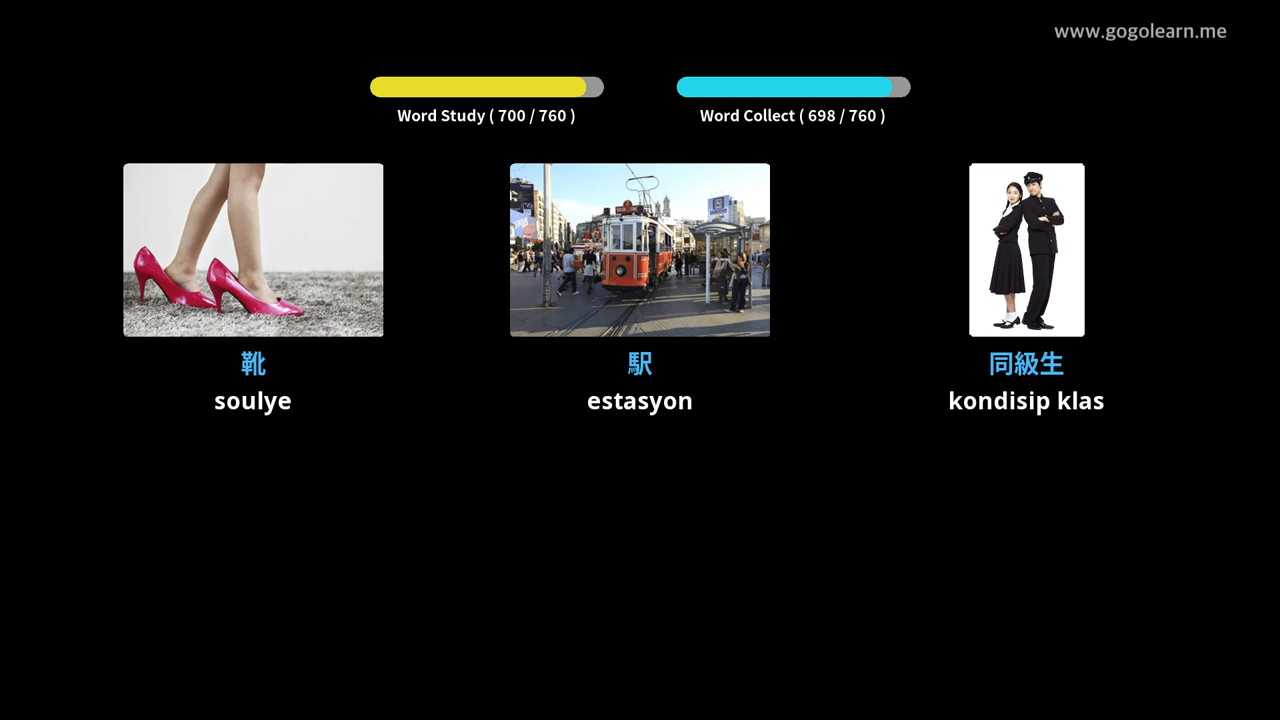 www.gogolearn.me
Word Study ( 700 / 760 )
Word Collect ( 698 / 760 )
靴
駅
同級生
soulye
estasyon
kondisip klas